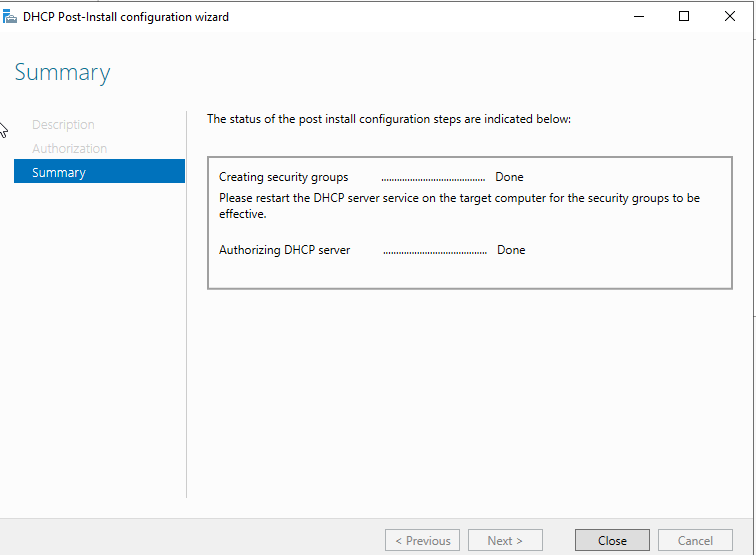 DHCP Post-Install configuration wizard
Summary
Description
Authorization
Summary
The status of the post install configuration steps are indicated below:
Creating security groups ........................................ Done
Please restart the DHCP server service on the target computer for the security groups to be
effective.
Authorizing DHCP server ........................................ Done
< Previous
Next >
Close
Cancel